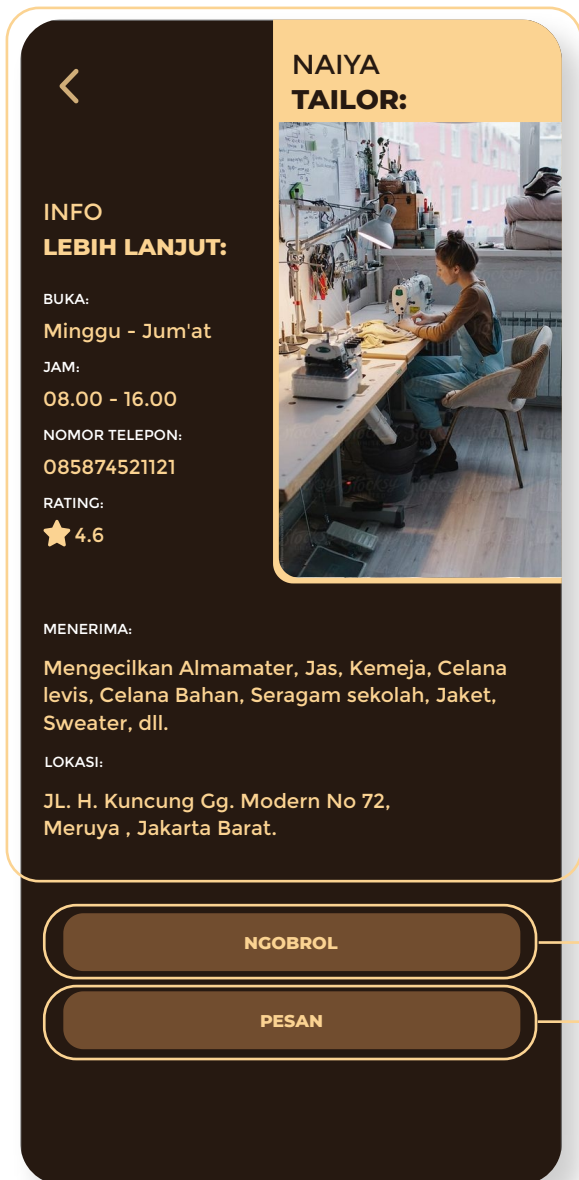 NAIYA
TAILOR:
INFO
LEBIH LANJUT:
BUKA:
Minggu - Jum'at
JAM:
08.00 - 16.00
NOMOR TELEPON:
085874521121
RATING:
4.6
MENERIMA:
Mengecilkan Almamater, Jas, Kemeja, Celana
levis, Celana Bahan, Seragam sekolah, Jaket,
Sweater, dll.
LOKASI:
JL. H. Kuncung Gg. Modern No 72,
Meruya , Jakarta Barat.
NGOBROL
PESAN